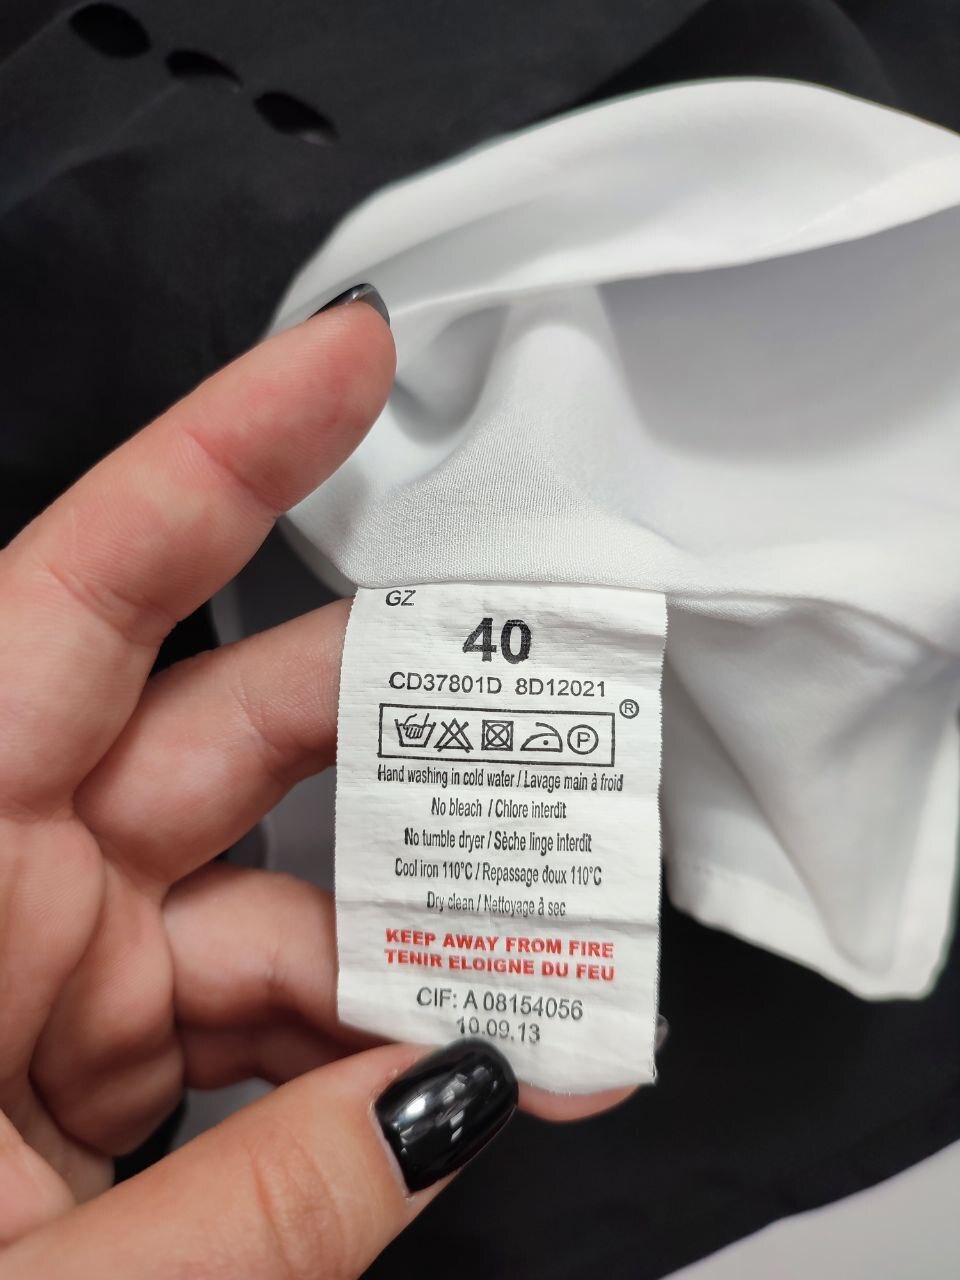 GZ
40
CD37801D 8D12021
®
P
Hand washing in cold water / Lavage main à froid
No bleach / Chlore interdit
No tumble dryer / Sèche linge interdit
Cool iron 110°C / Repassage doux 110°C
Dry clean / Nettoyage à sec
KEEP AWAY FROM FIRE
TENIR ELOIGNE DU FEU
CIF: A 08154056
10.09.13